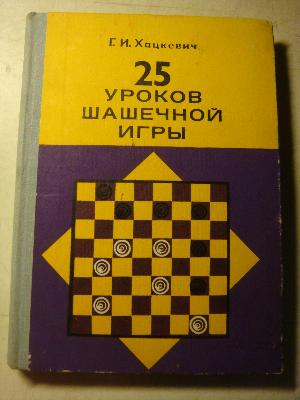 Г. И. Хацкевич
25
УРОКОВ
ШАШЕЧНОЙ
ИГРЫ